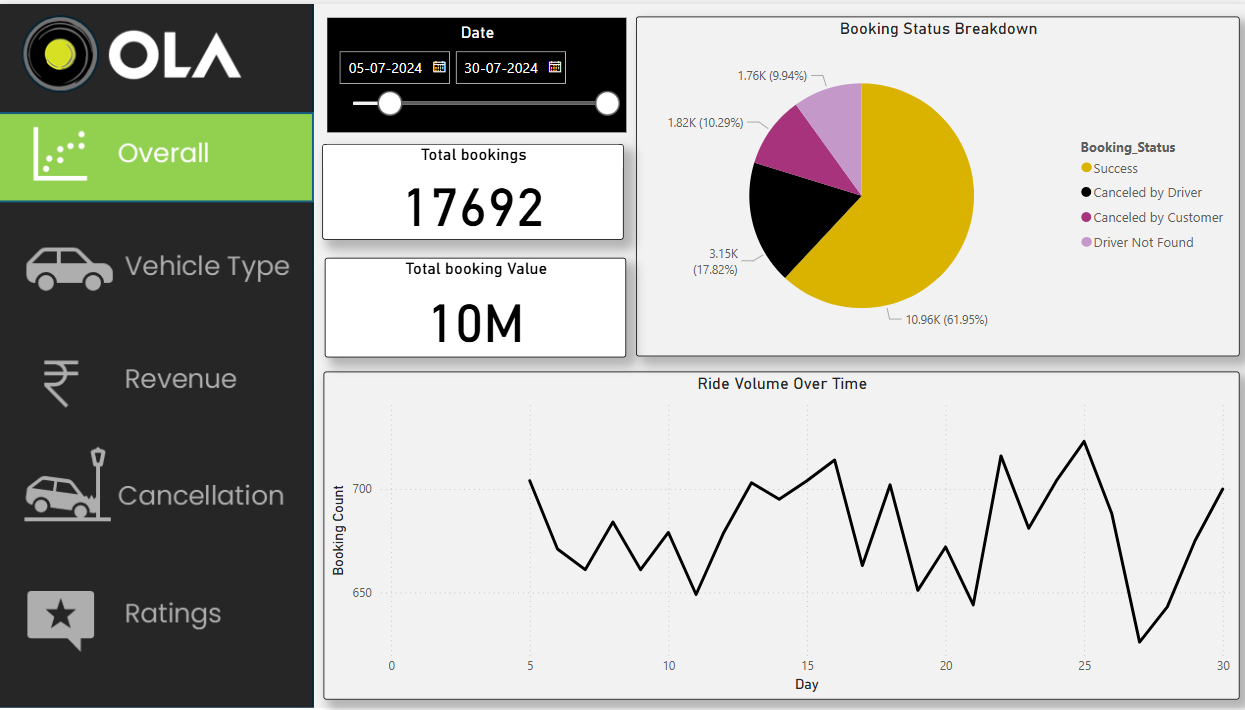 OLA
Overall
Vehicle Type
Revenue
Cancellation
Ratings
Date
05-07-2024
30-07-2024
Total bookings
17692
Total booking Value
10M
Booking Status Breakdown
1.76K (9.94%)
1.82K (10.29%)
3.15K
(17.82%)
10.96K (61.95%)
Booking_Status
Success
Canceled by Driver
Canceled by Customer
Driver Not Found
Ride Volume Over Time
Booking Count
700
650
0 5 10 15 20 25 30
Day